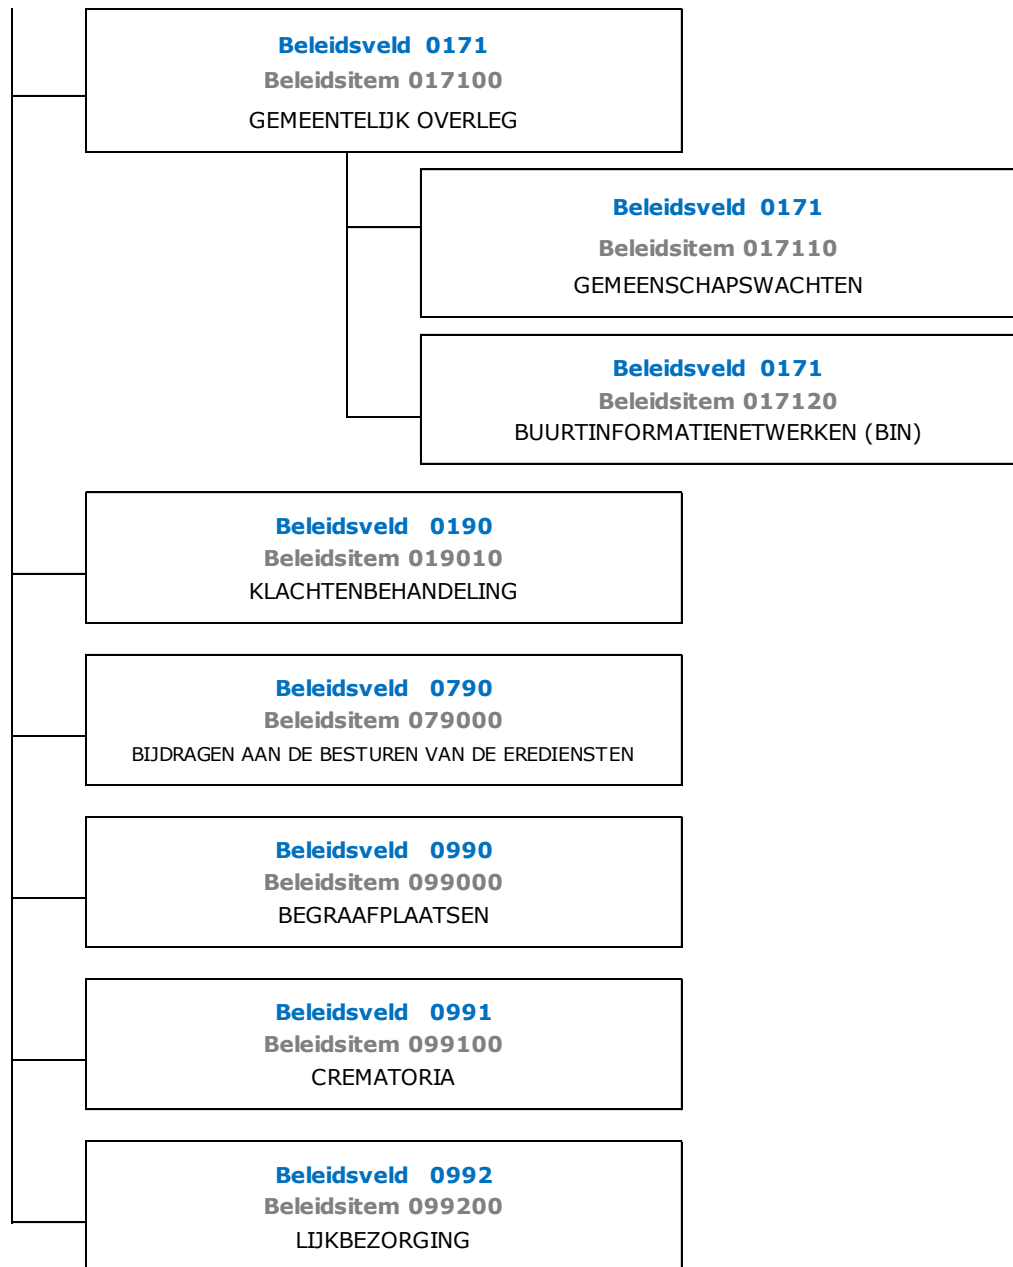 Beleidsveld 0171
Beleidsitem 017100
GEMEENTELIJK OVERLEG
Beleidsveld 0171
Beleidsitem 017110
GEMEENSCHAPSWACHTEN
Beleidsveld 0171
Beleidsitem 017120
BUURTINFORMATIENETWERKEN (BIN)
Beleidsveld 0190
Beleidsitem 019010
KLACHTENBEHANDELING
Beleidsveld 0790
Beleidsitem 079000
BIJDRAGEN AAN DE BESTUREN VAN DE EREDIENSTEN
Beleidsveld 0990
Beleidsitem 099000
BEGRAAFPLAATSEN
Beleidsveld 0991
Beleidsitem 099100
CREMATORIA
Beleidsveld 0992
Beleidsitem 099200
LIJKBEZORGING